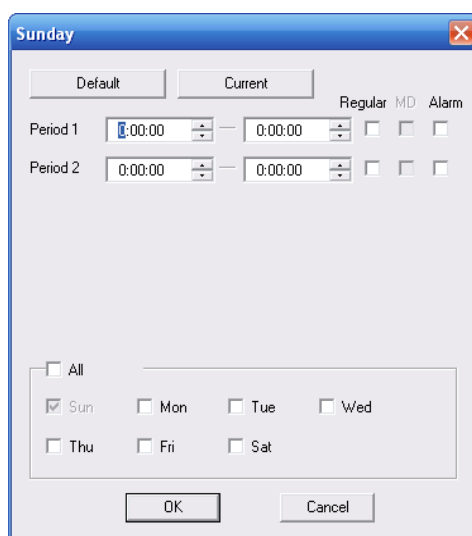 Sunday
Default Current
Regular MD Alarm
Period 1 0:00:00 — 0:00:00
Period 2 0:00:00 — 0:00:00
All
Sun Mon Tue Wed
Thu Fri Sat
OK Cancel